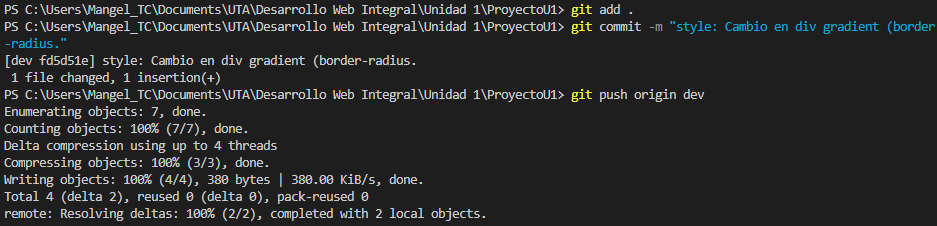 PS C:\Users\Mangel_TC\Documents\UTA\Desarrollo Web Integral\Unidad 1\ProyectoU1> git add .
PS C:\Users\Mangel_TC\Documents\UTA\Desarrollo Web Integral\Unidad 1\ProyectoU1> git commit -m "style: Cambio en div gradient (border
-radius."
[dev fd5d51e] style: Cambio en div gradient (border-radius.
 1 file changed, 1 insertion(+)
PS C:\Users\Mangel_TC\Documents\UTA\Desarrollo Web Integral\Unidad 1\ProyectoU1> git push origin dev
Enumerating objects: 7, done.
Counting objects: 100% (7/7), done.
Delta compression using up to 4 threads
Compressing objects: 100% (3/3), done.
Writing objects: 100% (4/4), 380 bytes | 380.00 KiB/s, done.
Total 4 (delta 2), reused 0 (delta 0), pack-reused 0
remote: Resolving deltas: 100% (2/2), completed with 2 local objects.